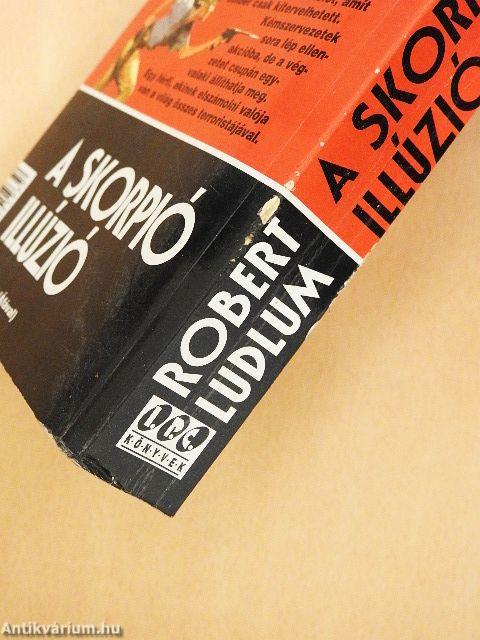 amit
csak kitervelhetett.
Kémszervezetek
sora lép ellen-
akcióba, de a vég-
zetet csupán egy-
valaki állíthatja meg.
Egy férfi, akinek elszámolni valója
van a világ összes terroristájával.
A SKORPIÓ
ILLÚZIÓ
A SKORPIÓ
ILLÚZIÓ
ROBERT
LUDLUM
I.P.C.
KÖNYVEK
Antikvárium.hu